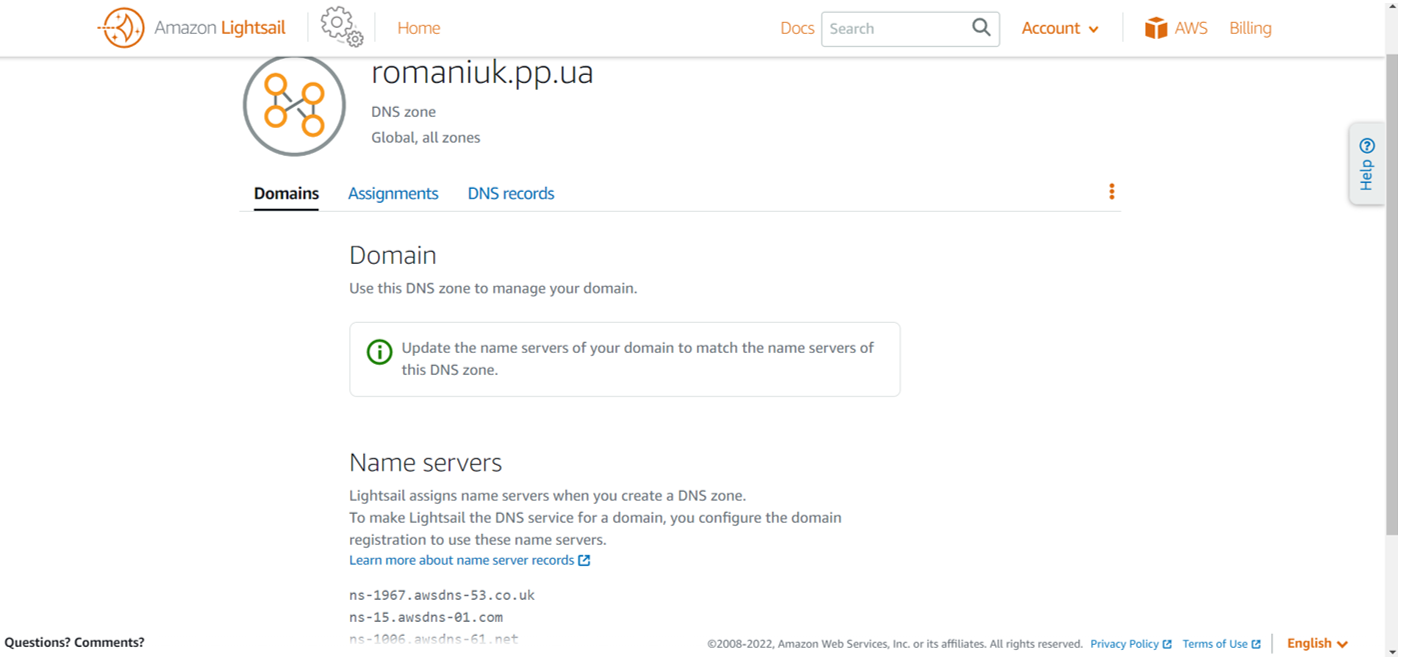 Amazon Lightsail
Home
Docs
Search
Account
AWS
Billing
romaniuk.pp.ua
DNS zone
Global, all zones
Domains
Assignments
DNS records
? Help
Domain
Use this DNS zone to manage your domain.
Update the name servers of your domain to match the name servers of
this DNS zone.
Name servers
Lightsail assigns name servers when you create a DNS zone.
To make Lightsail the DNS service for a domain, you configure the domain
registration to use these name servers.
Learn more about name server records
ns-1967.awsdns-53.co.uk
ns-15.awsdns-01.com
ns-1006.awsdns-61.net
Questions? Comments?
©2008-2022, Amazon Web Services, Inc. or its affiliates. All rights reserved.
Privacy Policy
Terms of Use
English